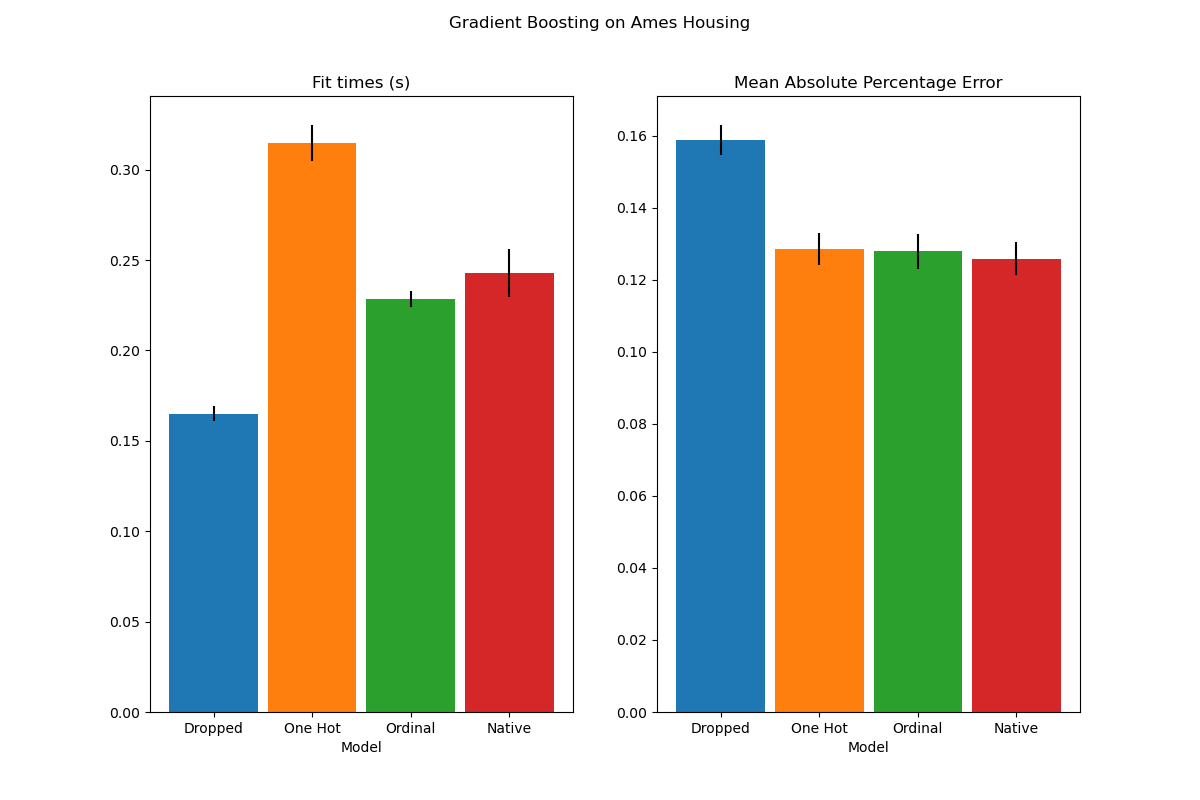 Gradient Boosting on Ames Housing
Fit times (s)
0.30
0.25
0.20
0.15
0.10
0.05
0.00
Dropped One Hot Ordinal Native
Model
Mean Absolute Percentage Error
0.16
0.14
0.12
0.10
0.08
0.06
0.04
0.02
0.00
Dropped One Hot Ordinal Native
Model